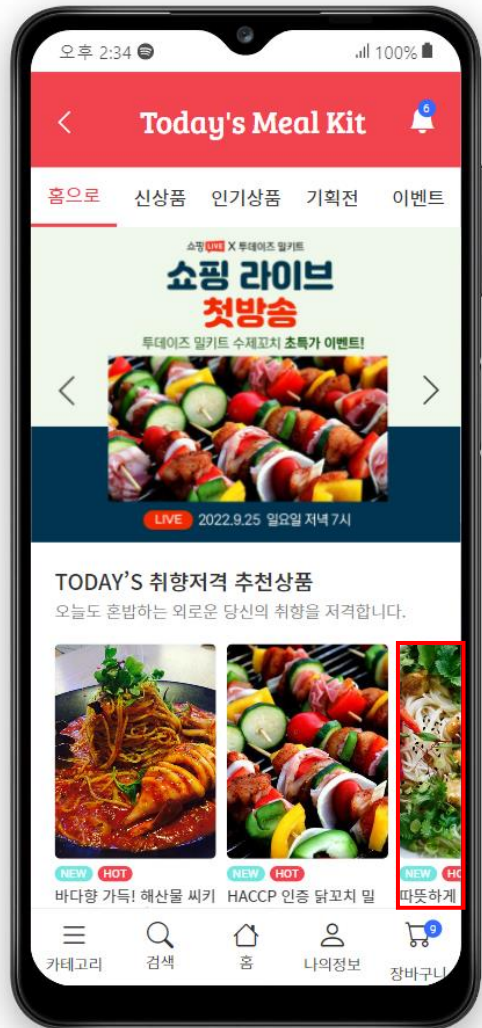 오후 2:34
100%
Today's Meal Kit
6
홈으로 신상품 인기상품 기획전 이벤트
쇼핑 LIVE X 투데이즈 밀키트
쇼핑 라이브
첫방송
투데이즈 밀키트 수제꼬치 초특가 이벤트!
LIVE 2022.9.25 일요일 저녁 7시
TODAY'S 취향저격 추천상품
오늘도 혼밥하는 외로운 당신의 취향을 저격합니다.
NEW HOT
바다향 가득! 해산물 씨키
NEW HOT
HACCP 인증 닭꼬치 밀
NEW HO
따뜻하게
카테고리
검색
홈
나의정보
9
장바구니